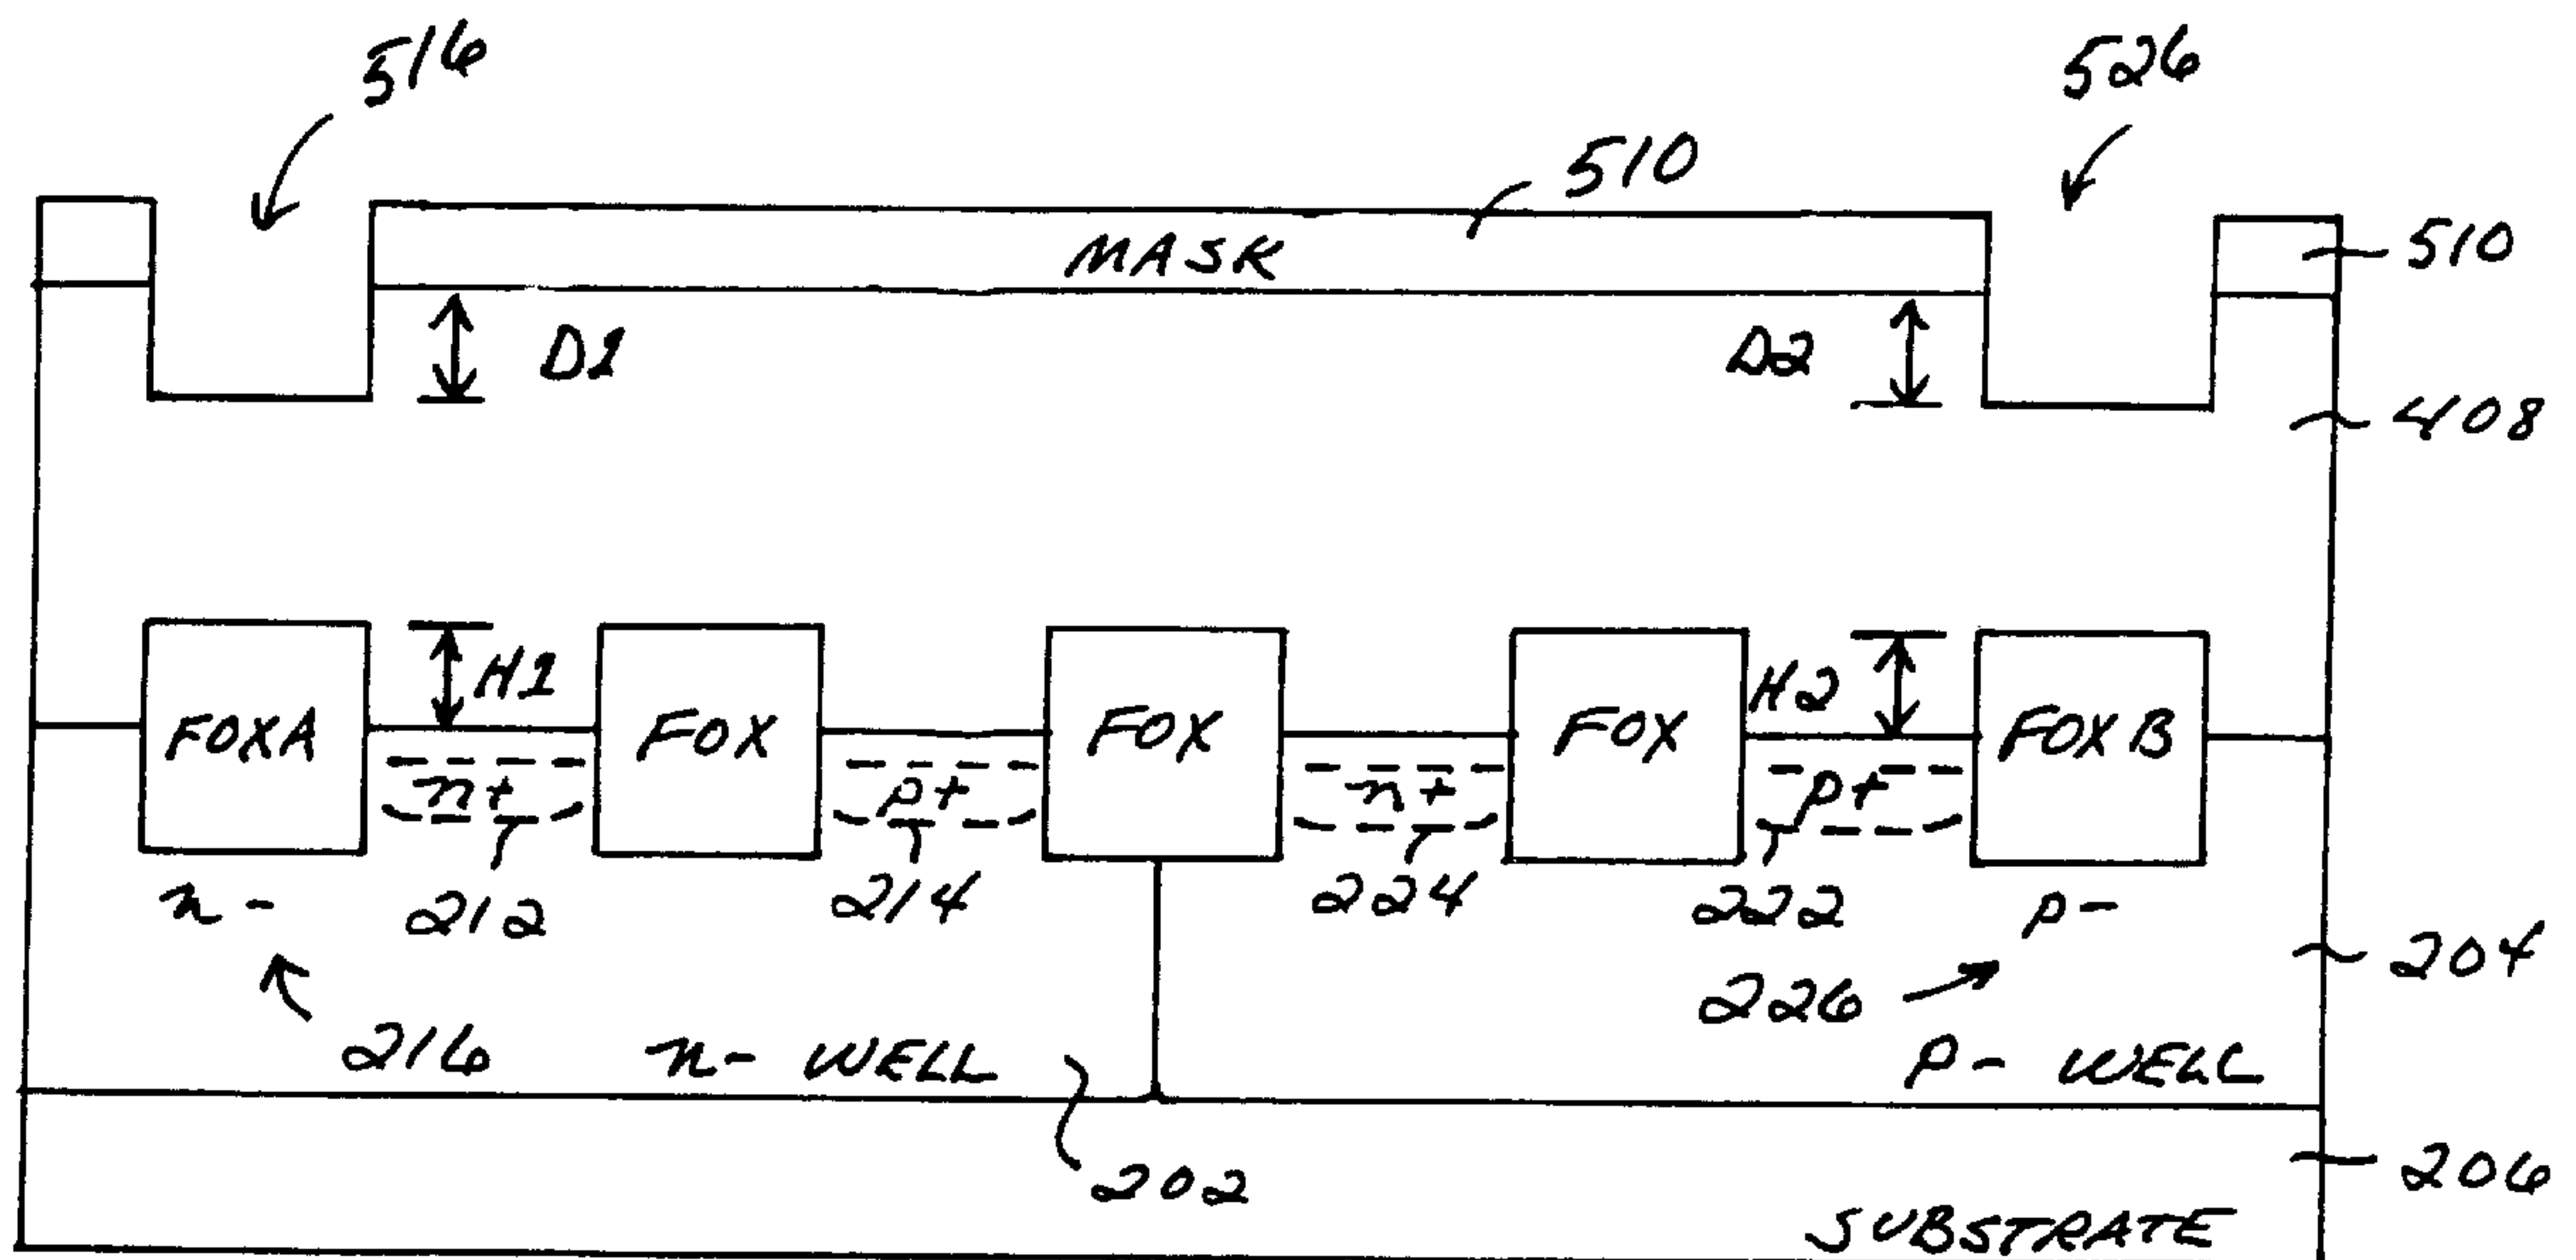 516
526
510
MASK
510
D1
D2
408
H1
H2
FOXA
FOX
FOX
FOX
FOXB
n+
p+
n+
p+
212
214
224
222
n-
p-
204
226
216
n- WELL
P- WELL
202
206
SUBSTRATE